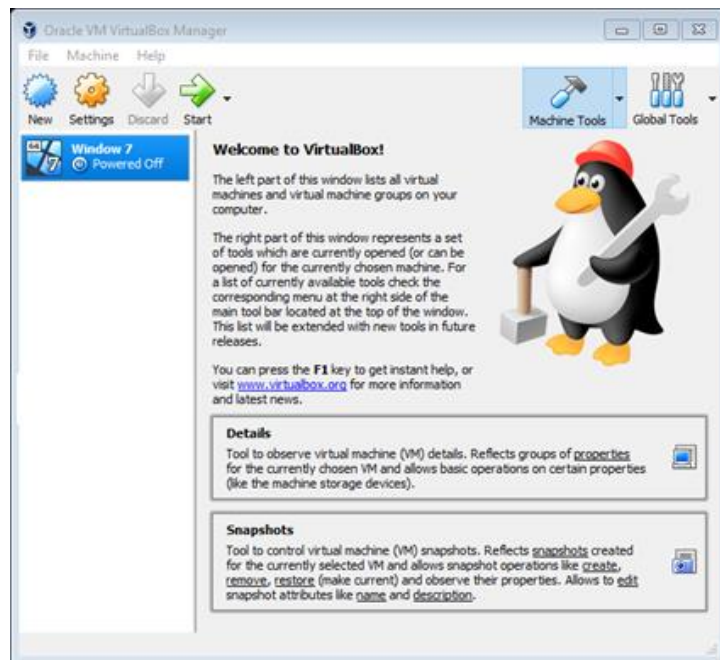 Oracle VM VirtualBox Manager
File Machine Help
New Settings Discard Start Machine Tools Global Tools
64 7 Window 7
Powered Off
Welcome to VirtualBox!
The left part of this window lists all virtual
machines and virtual machine groups on your
computer.
The right part of this window represents a set
of tools which are currently opened (or can be
opened) for the currently chosen machine. For
a list of currently available tools check the
corresponding menu at the right side of the
main tool bar located at the top of the window.
This list will be extended with new tools in future
releases.
You can press the F1 key to get instant help, or
visit www.virtualbox.org for more information
and latest news.
Details
Tool to observe virtual machine (VM) details. Reflects groups of properties
for the currently chosen VM and allows basic operations on certain properties
(like the machine storage devices).
Snapshots
Tool to control virtual machine (VM) snapshots. Reflects snapshots created
for the currently selected VM and allows snapshot operations like create,
remove, restore (make current) and observe their properties. Allows to edit
snapshot attributes like name and description.